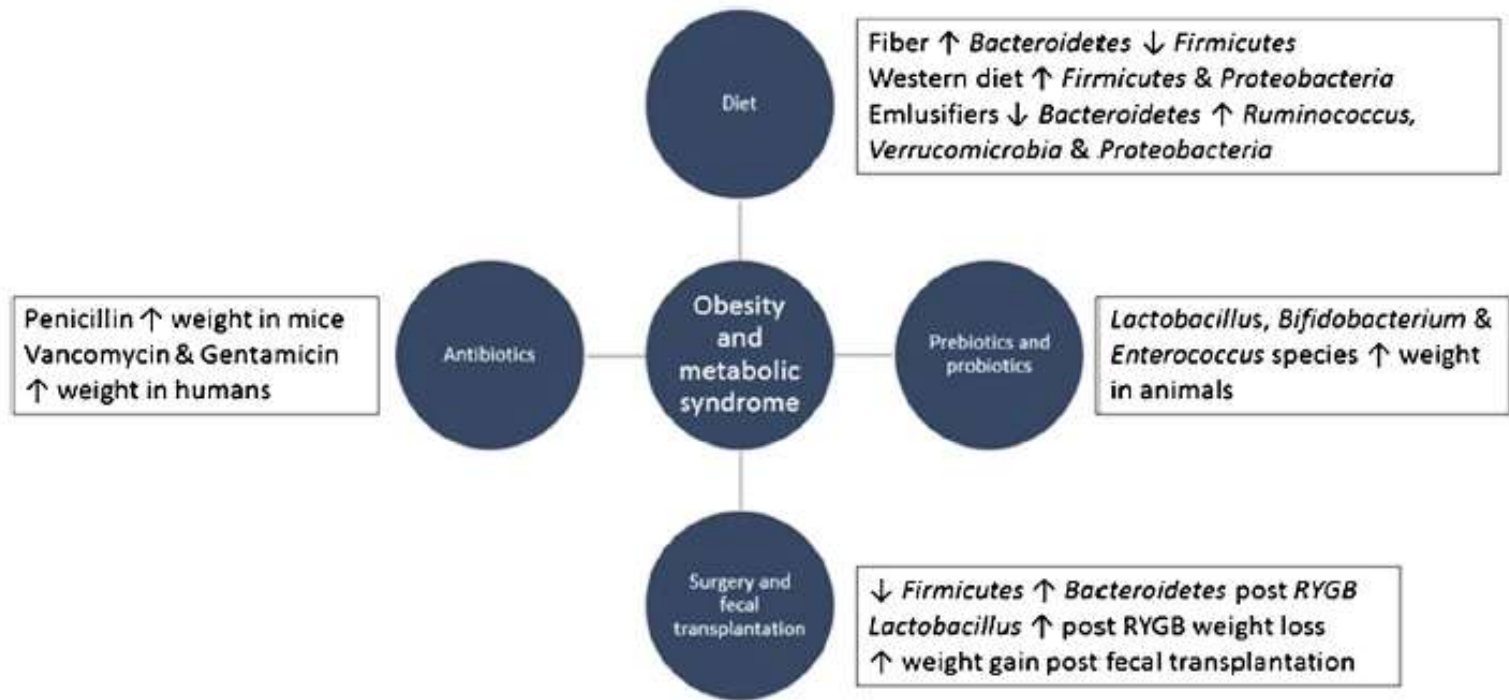 Diet
Fiber ↑ Bacteroidetes ↓ Firmicutes
Western diet ↑ Firmicutes & Proteobacteria
Emlusifiers ↓ Bacteroidetes ↑ Ruminococcus,
Verrucomicrobia & Proteobacteria
Penicillin ↑ weight in mice
Vancomycin & Gentamicin
↑ weight in humans
Antibiotics
Obesity
and
metabolic
syndrome
Prebiotics and
probiotics
Lactobacillus, Bifidobacterium &
Enterococcus species ↑ weight
in animals
Surgery and
fecal
transplantation
↓ Firmicutes ↑ Bacteroidetes post RYGB
Lactobacillus ↑ post RYGB weight loss
↑ weight gain post fecal transplantation